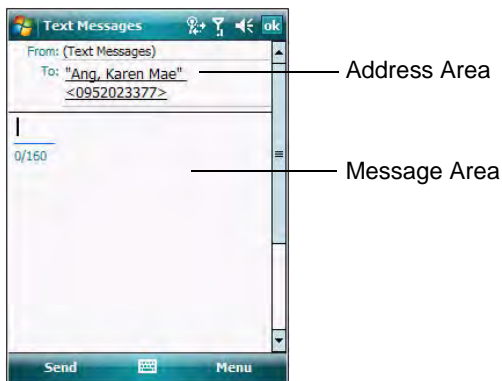 Text Messages ok
From: (Text Messages)
To: "Ang, Karen Mae"
<0952023377>
Address Area
0/160
Message Area
Send Menu